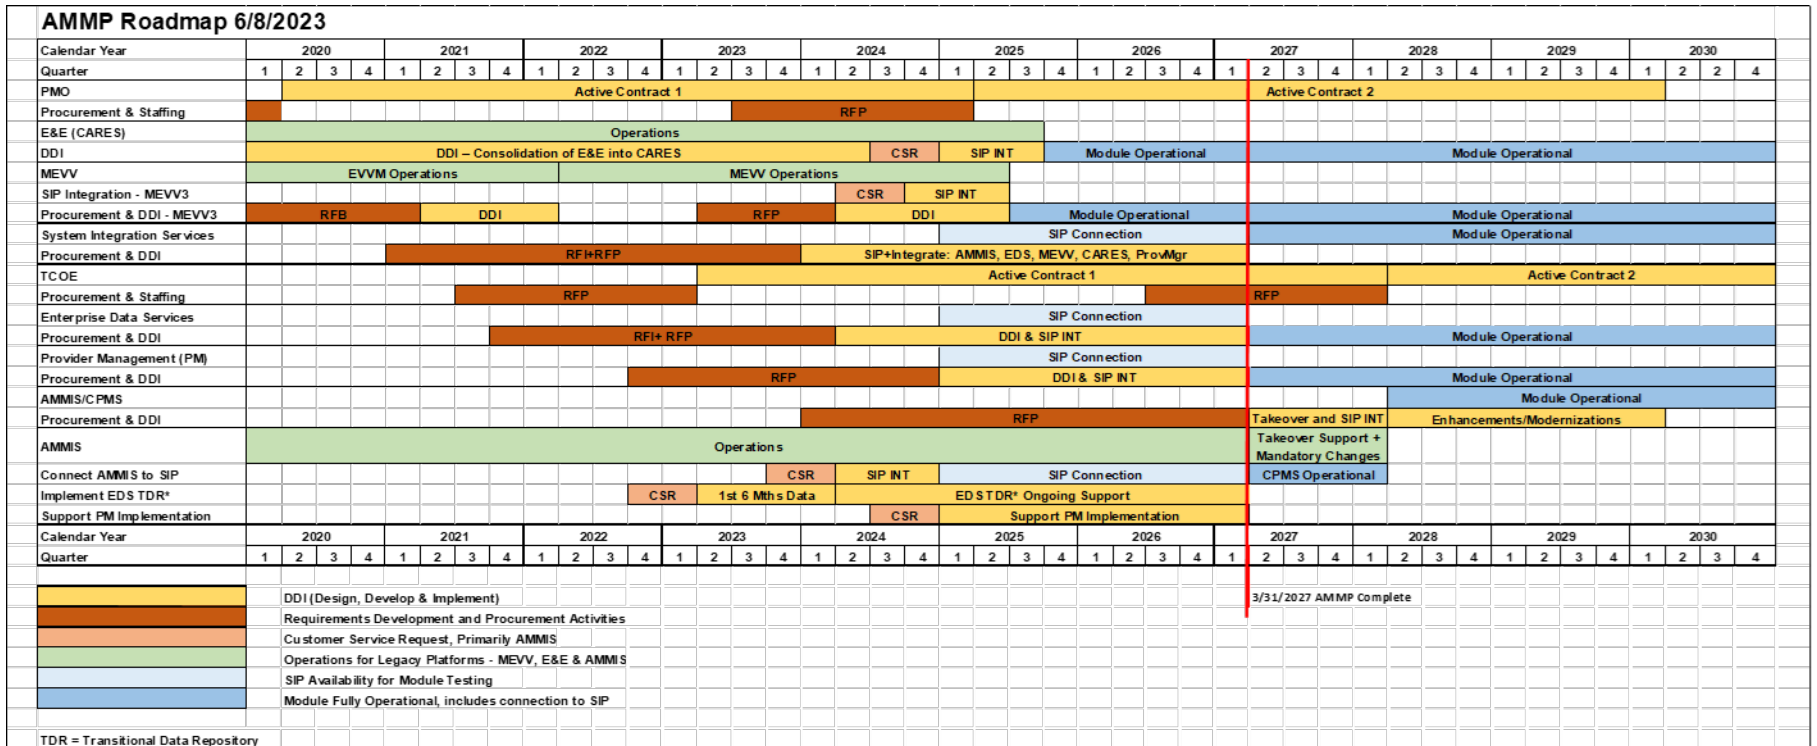 AMMP Roadmap 6/8/2023
Calendar Year 2020 2021 2022 2023 2024 2025 2026 2027 2028 2029 2030
Quarter 1 2 3 4 1 2 3 4 1 2 3 4 1 2 3 4 1 2 3 4 1 2 3 4 1 2 3 4 1 2 3 4 1 2 3 4 1 2 3 4 1 2 2 4
PMO Active Contract 1 Active Contract 2
Procurement & Staffing RFP
E&E (CARES) Operations
DDI DDI – Consolidation of E&E into CARES CSR SIP INT Module Operational Module Operational
MEVV EVVM Operations MEVV Operations
SIP Integration - MEVV3 CSR SIP INT
Procurement & DDI - MEVV3 RFB DDI RFP DDI Module Operational Module Operational
System Integration Services SIP Connection Module Operational
Procurement & DDI RFI+RFP SIP+Integrate: AMMIS, EDS, MEVV, CARES, ProvMgr
TCOE Active Contract 1 Active Contract 2
Procurement & Staffing RFP RFP
Enterprise Data Services SIP Connection
Procurement & DDI RFI+ RFP DDI & SIP INT Module Operational
Provider Management (PM) SIP Connection
Procurement & DDI RFP DDI & SIP INT Module Operational
AMMIS/CPMS Module Operational
Procurement & DDI RFP Takeover and SIP INT Enhancements/Modernizations
AMMIS Operations Takeover Support +
Mandatory Changes
Connect AMMIS to SIP CSR SIP INT SIP Connection CPMS Operational
Implement EDS TDR* CSR 1st 6 Mths Data EDS TDR* Ongoing Support
Support PM Implementation CSR Support PM Implementation
Calendar Year 2020 2021 2022 2023 2024 2025 2026 2027 2028 2029 2030
Quarter 1 2 3 4 1 2 3 4 1 2 3 4 1 2 3 4 1 2 3 4 1 2 3 4 1 2 3 4 1 2 3 4 1 2 3 4 1 2 3 4 1 2 2 4
DDI (Design, Develop & Implement) 3/31/2027 AMMP Complete
Requirements Development and Procurement Activities
Customer Service Request, Primarily AMMIS
Operations for Legacy Platforms - MEVV, E&E & AMMIS
SIP Availability for Module Testing
Module Fully Operational, includes connection to SIP
TDR = Transitional Data Repository